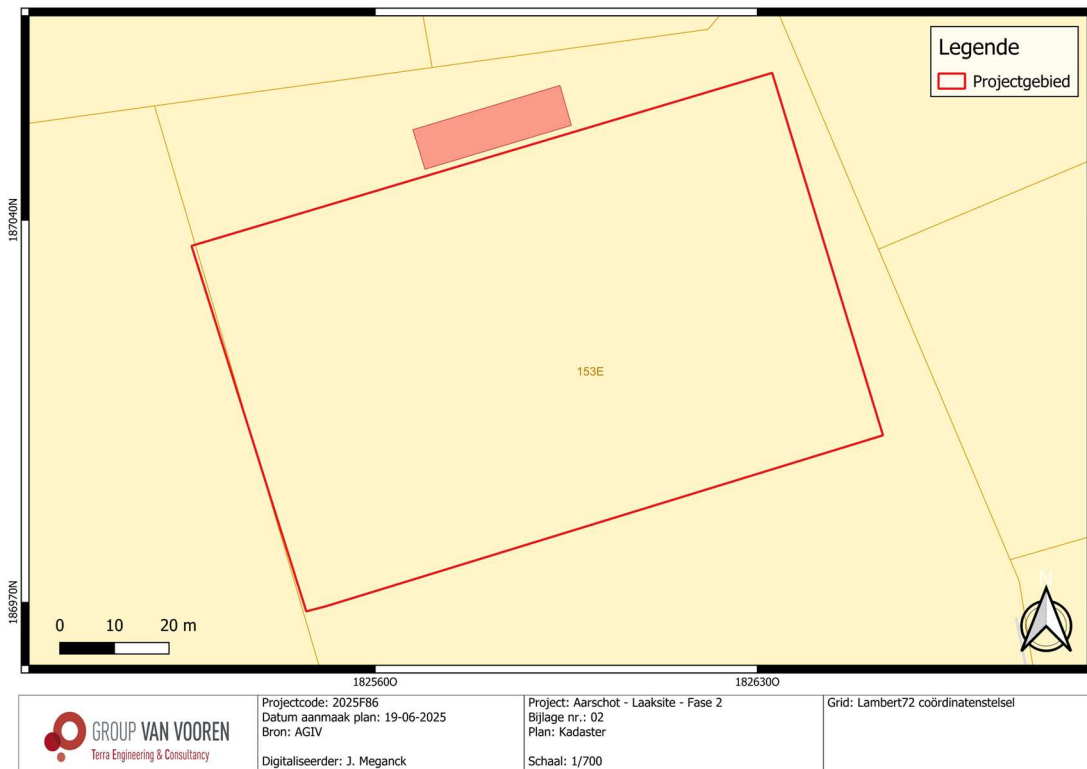 Legende
Projectgebied
187040N
153E
186970N
0 10 20 m
N
182560O
182630O
GROUP VAN VOOREN
Terra Engineering & Consultancy
Projectcode: 2025F86
Datum aanmaak plan: 19-06-2025
Bron: AGIV
Digitaliseerder: J. Meganck
Project: Aarschot - Laaksite - Fase 2
Bijlage nr.: 02
Plan: Kadaster
Schaal: 1/700
Grid: Lambert72 coördinatenstelsel